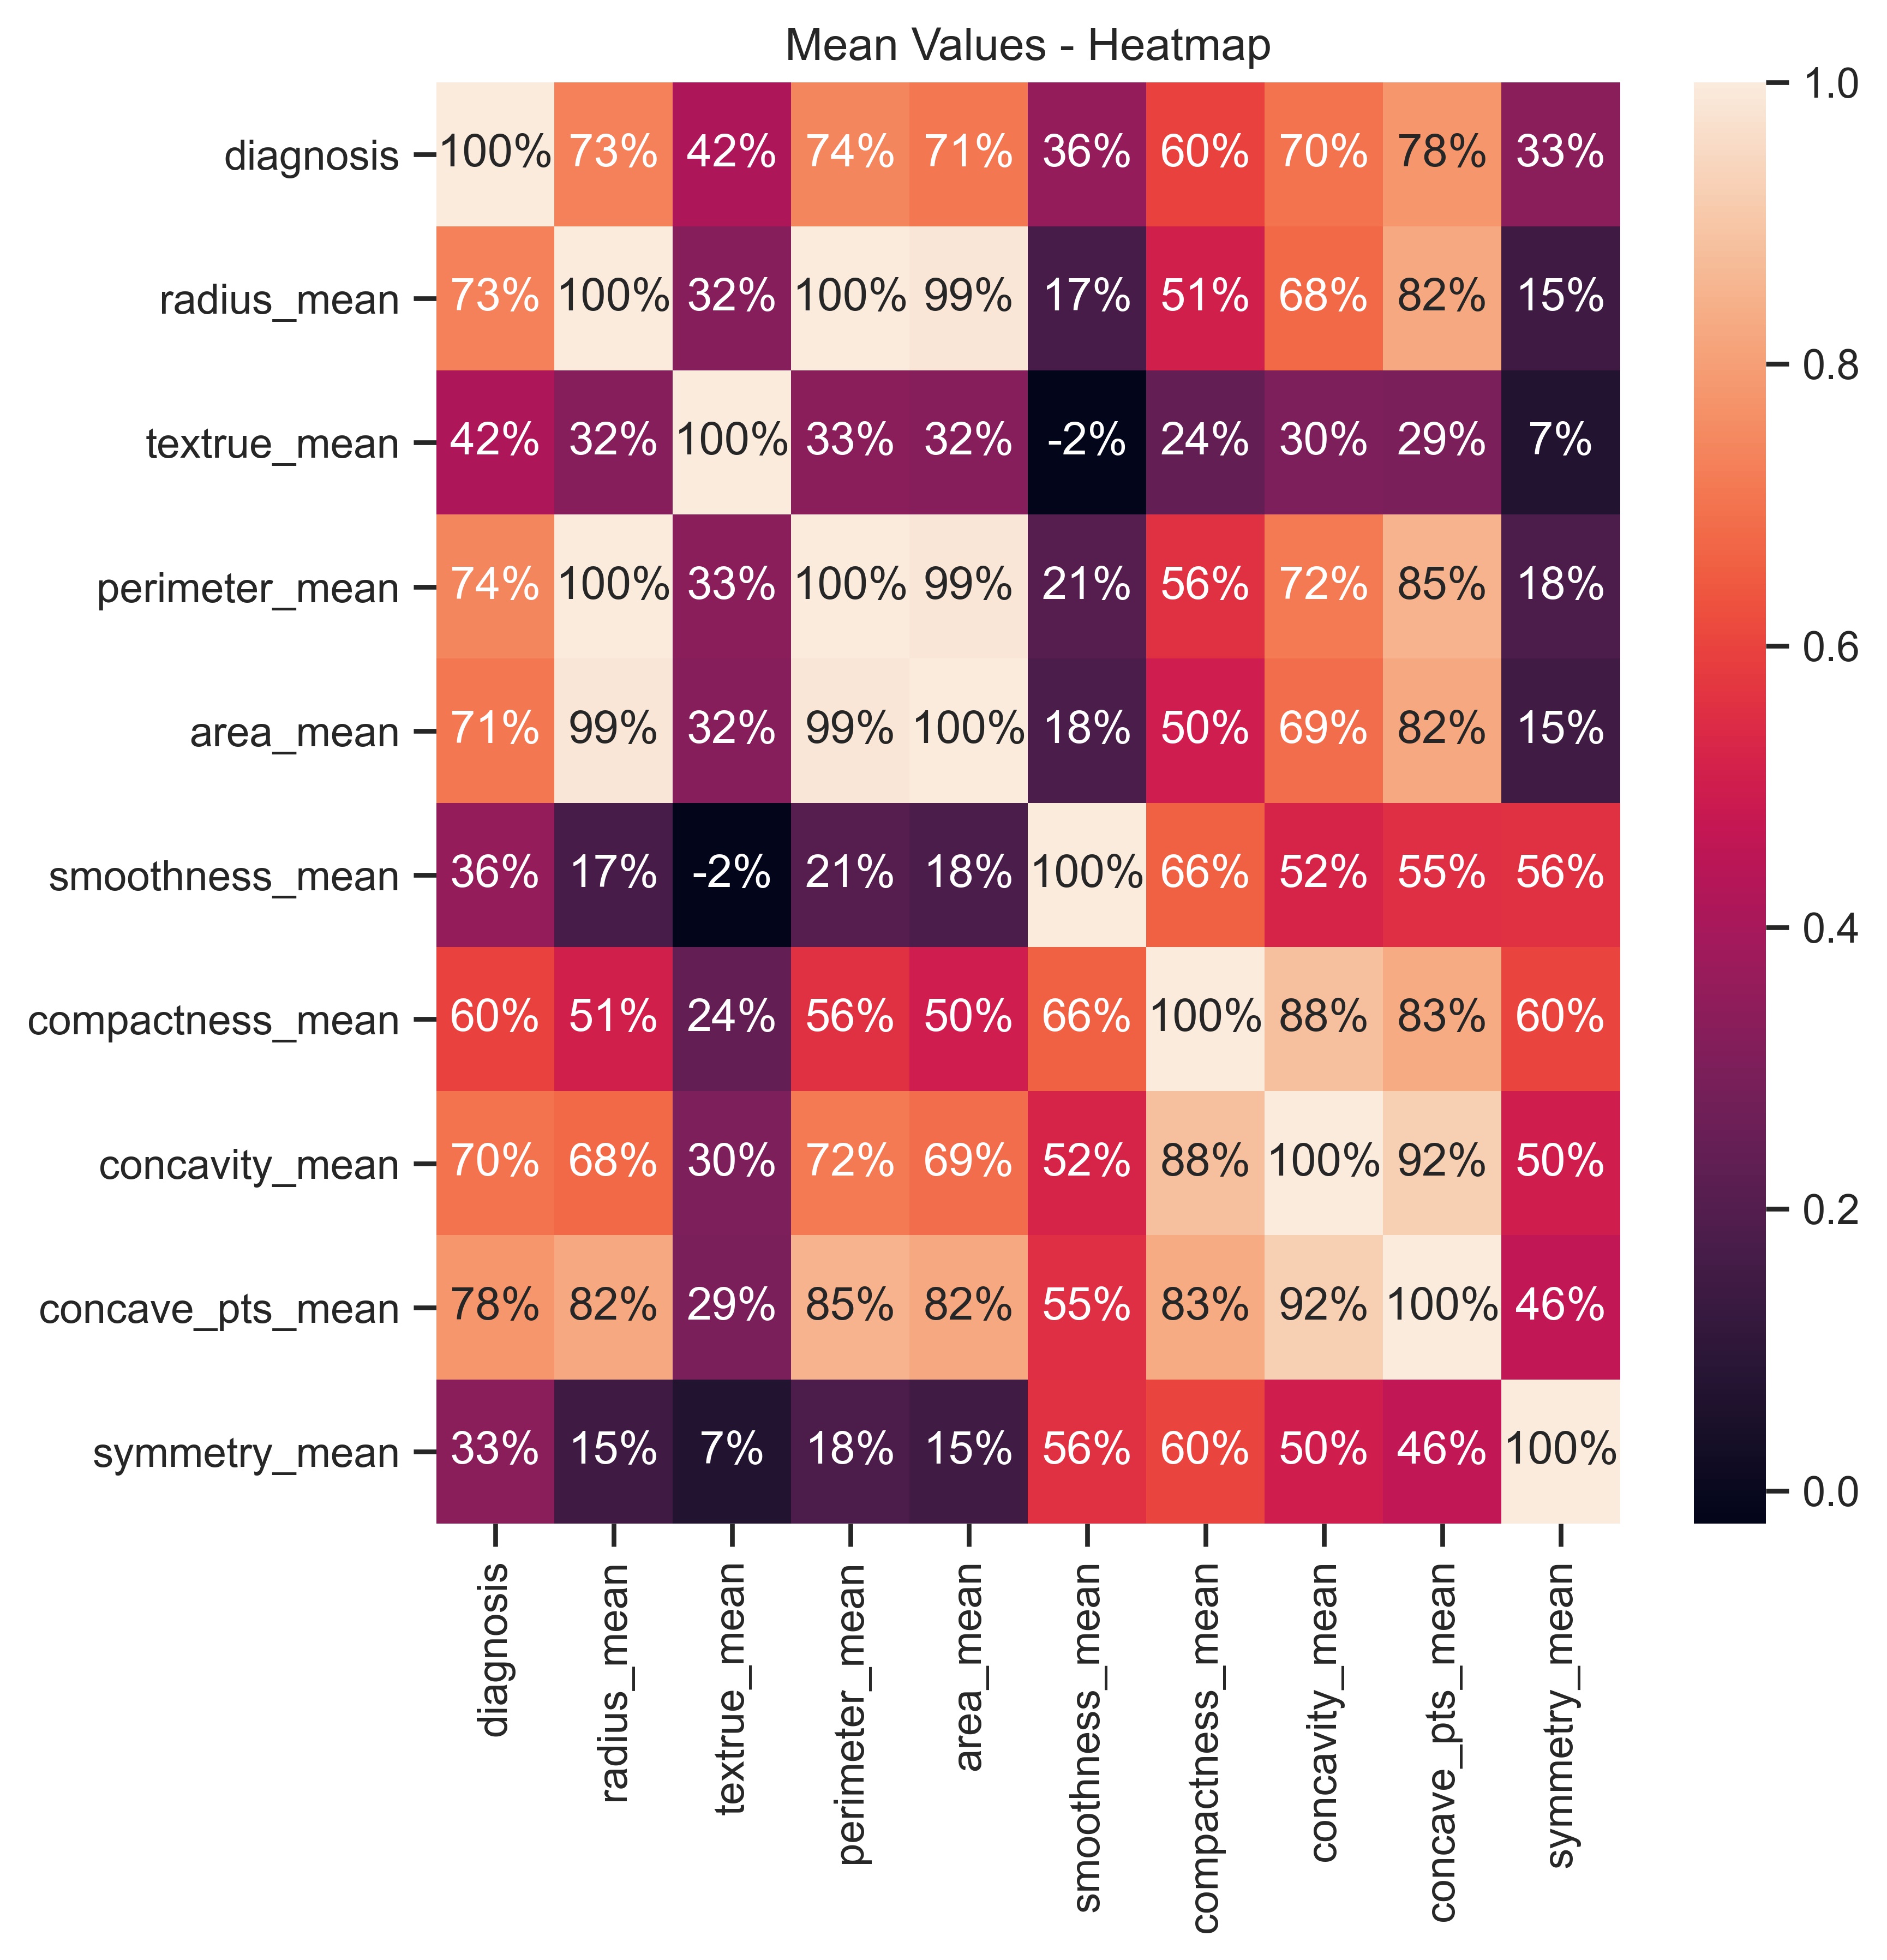 Mean Values - Heatmap
diagnosis 100% 73% 42% 74% 71% 36% 60% 70% 78% 33%
radius_mean 73% 100% 32% 100% 99% 17% 51% 68% 82% 15%
textrue_mean 42% 32% 100% 33% 32% -2% 24% 30% 29% 7%
perimeter_mean 74% 100% 33% 100% 99% 21% 56% 72% 85% 18%
area_mean 71% 99% 32% 99% 100% 18% 50% 69% 82% 15%
smoothness_mean 36% 17% -2% 21% 18% 100% 66% 52% 55% 56%
compactness_mean 60% 51% 24% 56% 50% 66% 100% 88% 83% 60%
concavity_mean 70% 68% 30% 72% 69% 52% 88% 100% 92% 50%
concave_pts_mean 78% 82% 29% 85% 82% 55% 83% 92% 100% 46%
symmetry_mean 33% 15% 7% 18% 15% 56% 60% 50% 46% 100%
diagnosis
radius_mean
textrue_mean
perimeter_mean
area_mean
smoothness_mean
compactness_mean
concavity_mean
concave_pts_mean
symmetry_mean
1.0
0.8
0.6
0.4
0.2
0.0